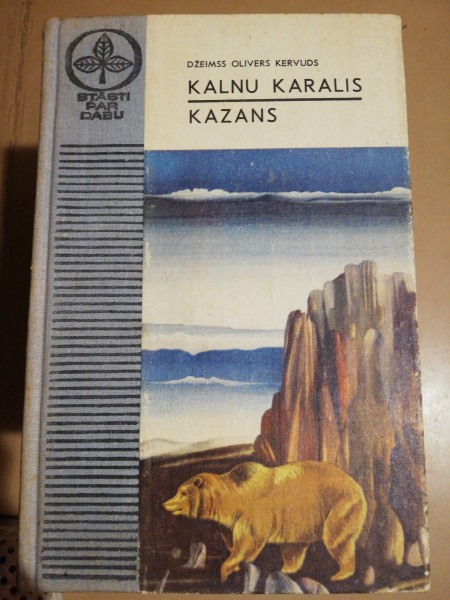 STĀSTI
PAR
DABU
DŽEIMSS OLIVERS KERVUDS
KALNU KARALIS
KAZANS